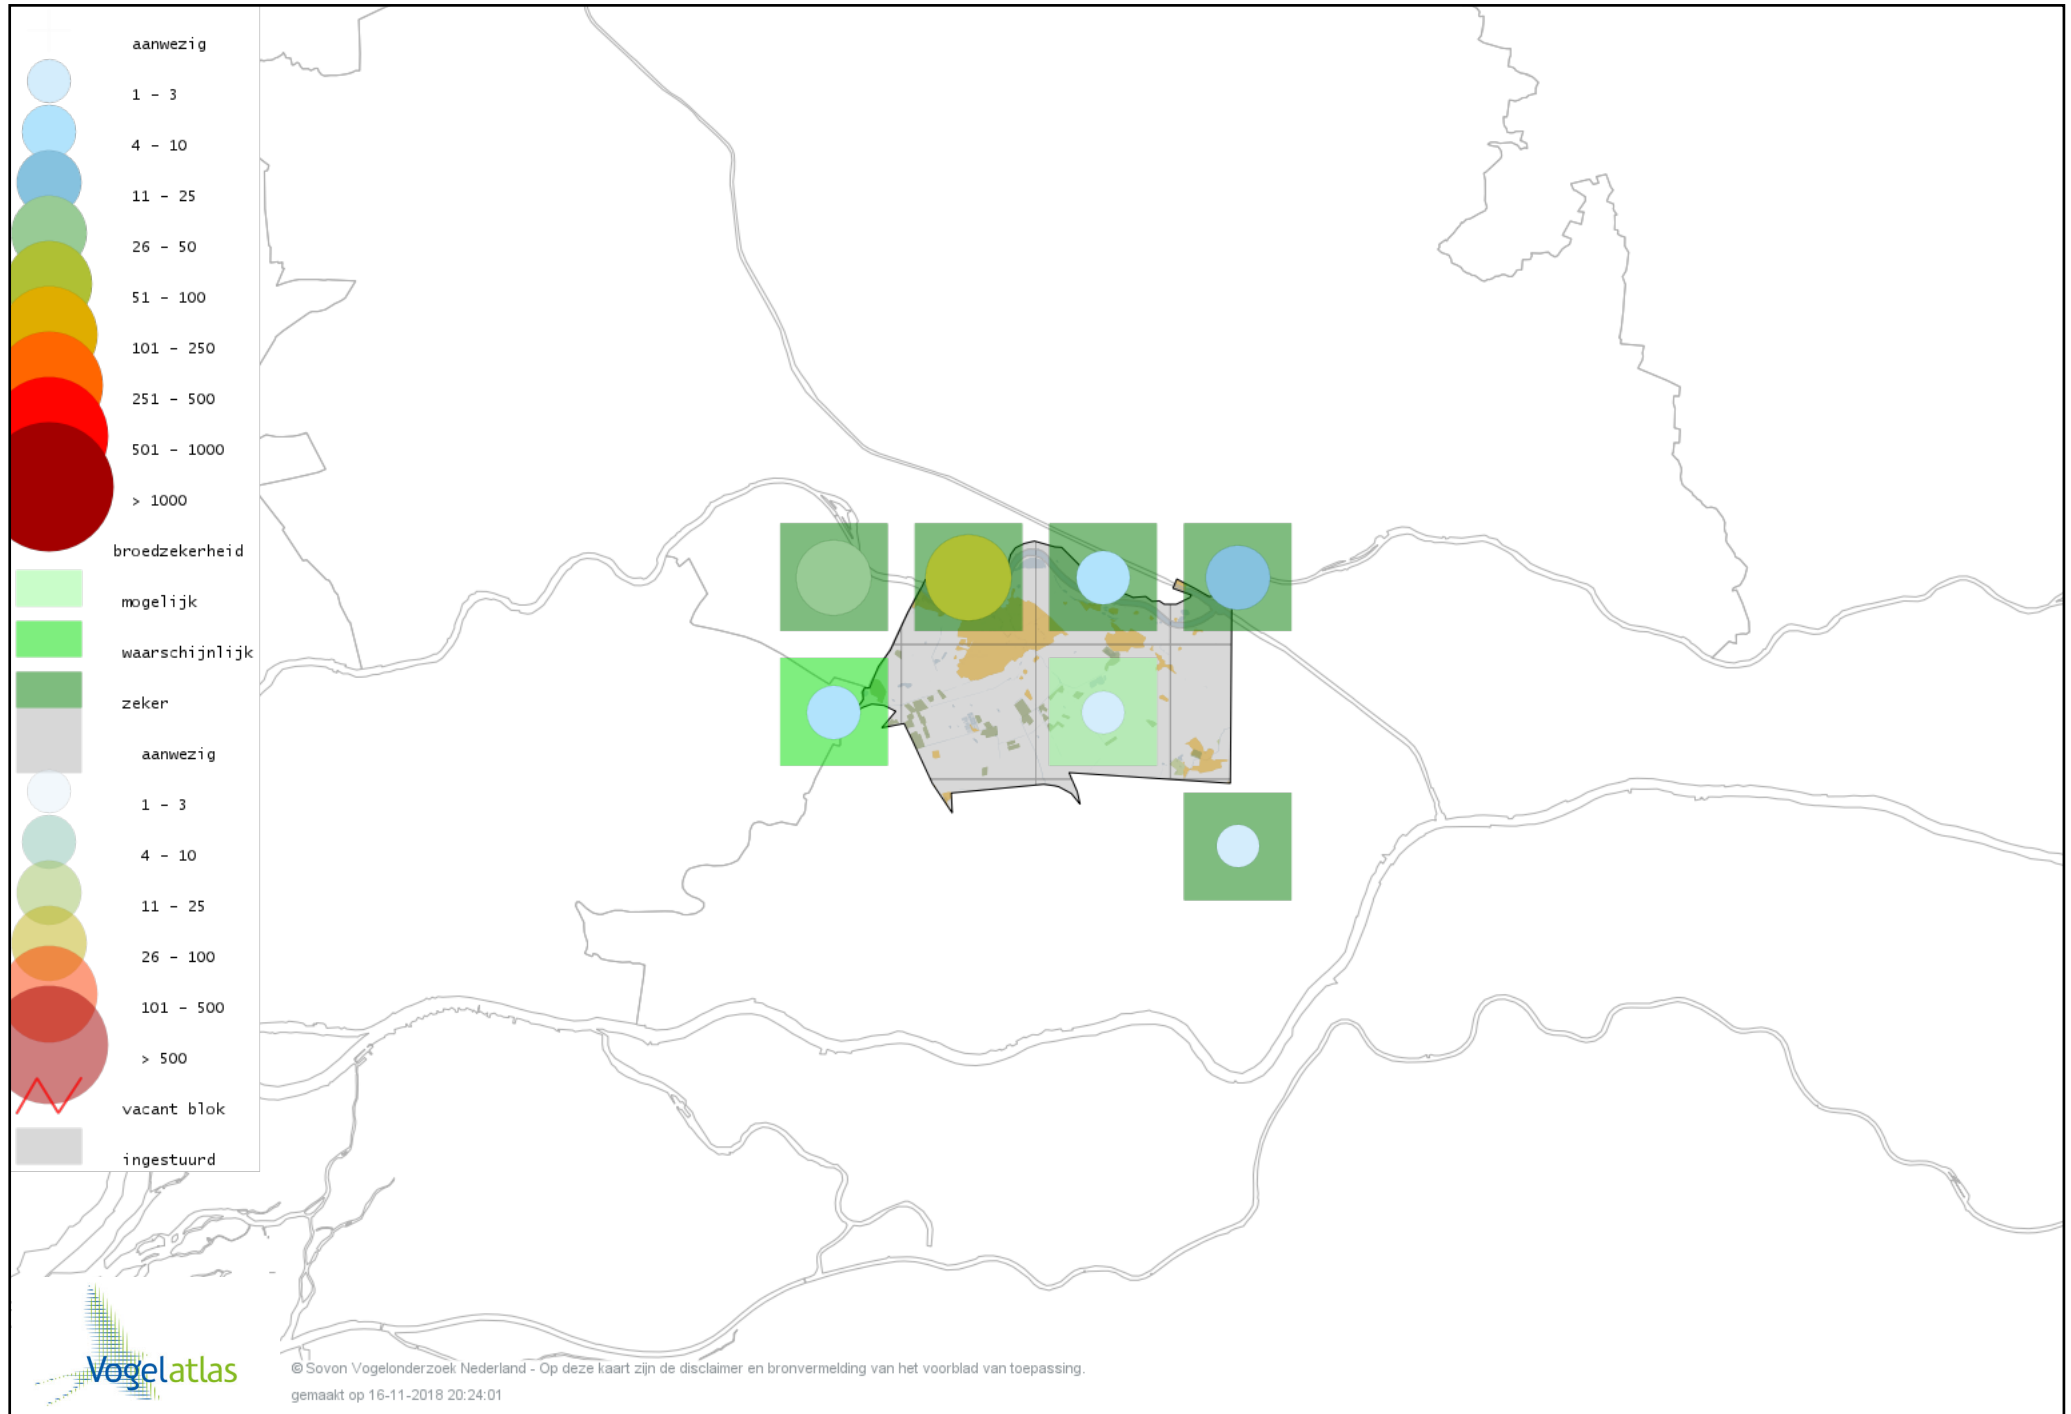 aanwezig
1 - 3
4 - 10
11 - 25
26 - 50
51 - 100
101 - 250
251 - 500
501 - 1000
> 1000
broedzekerheid
mogelijk
waarschijnlijk
zeker
aanwezig
1 - 3
4 - 10
11 - 25
26 - 100
101 - 500
> 500
vacant blok
ingestuurd
Vogelatlas
© Sovon Vogelonderzoek Nederland - Op deze kaart zijn de disclaimer en bronvermelding van het voorblad van toepassing.
gemaakt op 16-11-2018 20:24:01